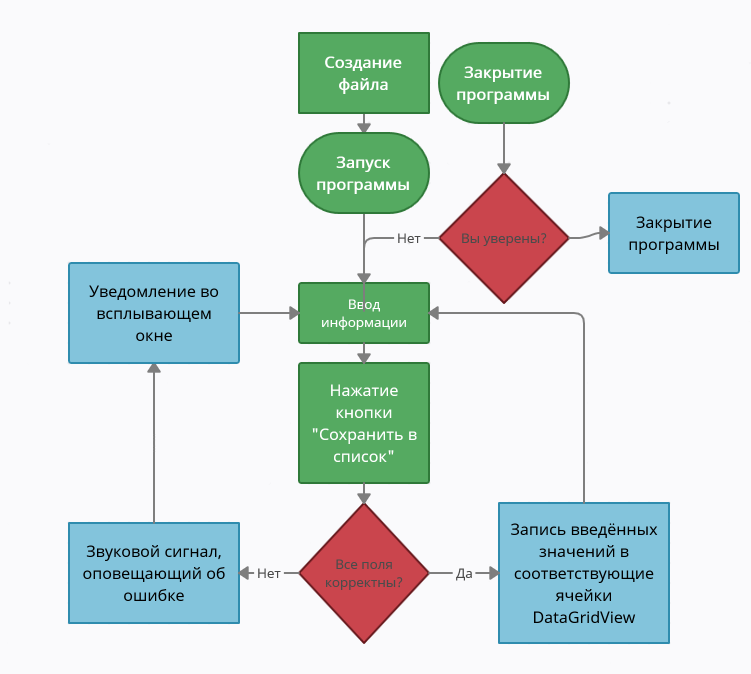 Создание
файла
Закрытие
программы
Запуск
программы
Нет
Вы уверены?
Закрытие
программы
Уведомление во
всплывающем
окне
Ввод
информации
Нажатие
кнопки
"Сохранить в
список"
Звуковой сигнал,
оповещающий об
ошибке
Нет
Все поля
корректны?
Да
Запись введённых
значений в
соответствующие
ячейки
DataGridView